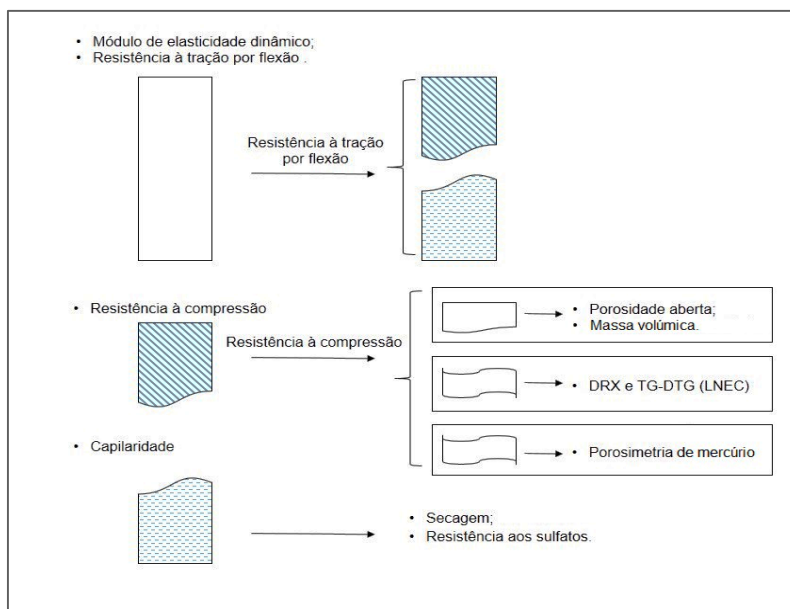 • Módulo de elasticidade dinâmico;
• Resistência à tração por flexão .
Resistência à tração
por flexão
• Resistência à compressão
Resistência à compressão
• Porosidade aberta;
• Massa volúmica.
• DRX e TG-DTG (LNEC)
• Porosimetria de mercúrio
• Capilaridade
• Secagem;
• Resistência aos sulfatos.